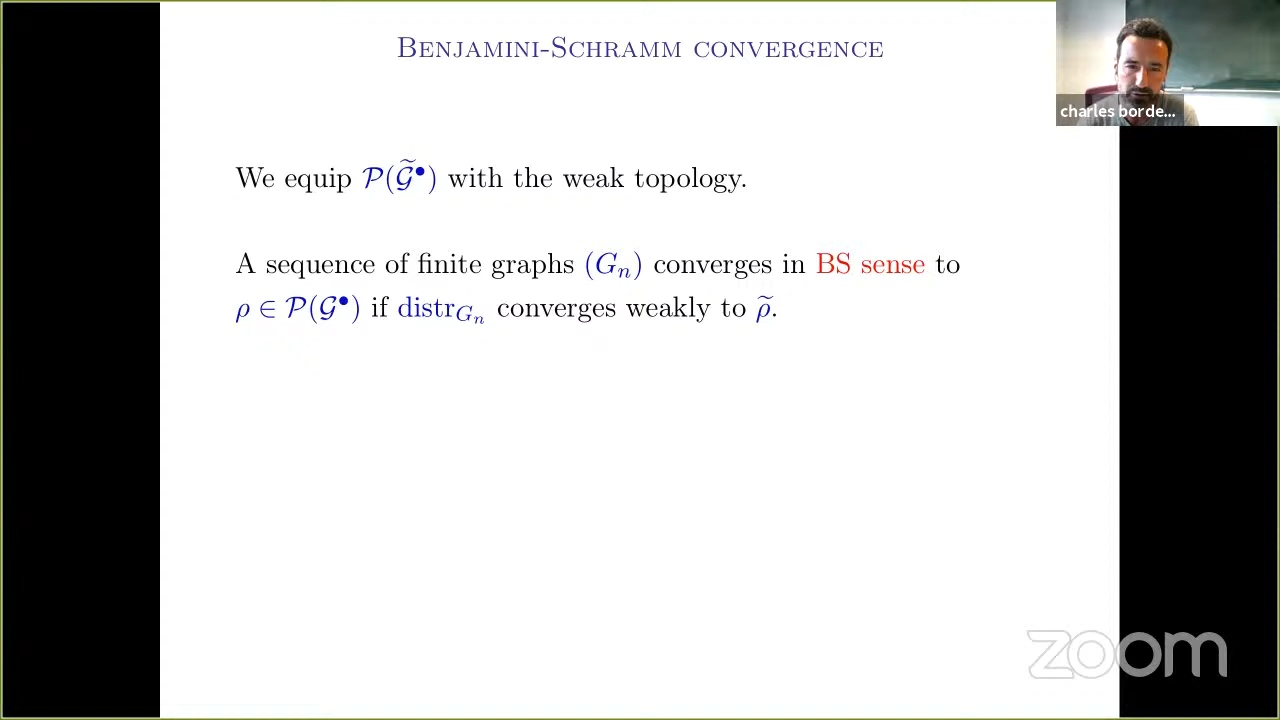 BENJAMINI-SCHRAMM CONVERGENCE
charles borde...
We equip 𝒫(𝒢̃•) with the weak topology.
A sequence of finite graphs (Gₙ) converges in BS sense to
ρ ∈ 𝒫(𝒢•) if distr_{Gₙ} converges weakly to ρ̃.
zoom